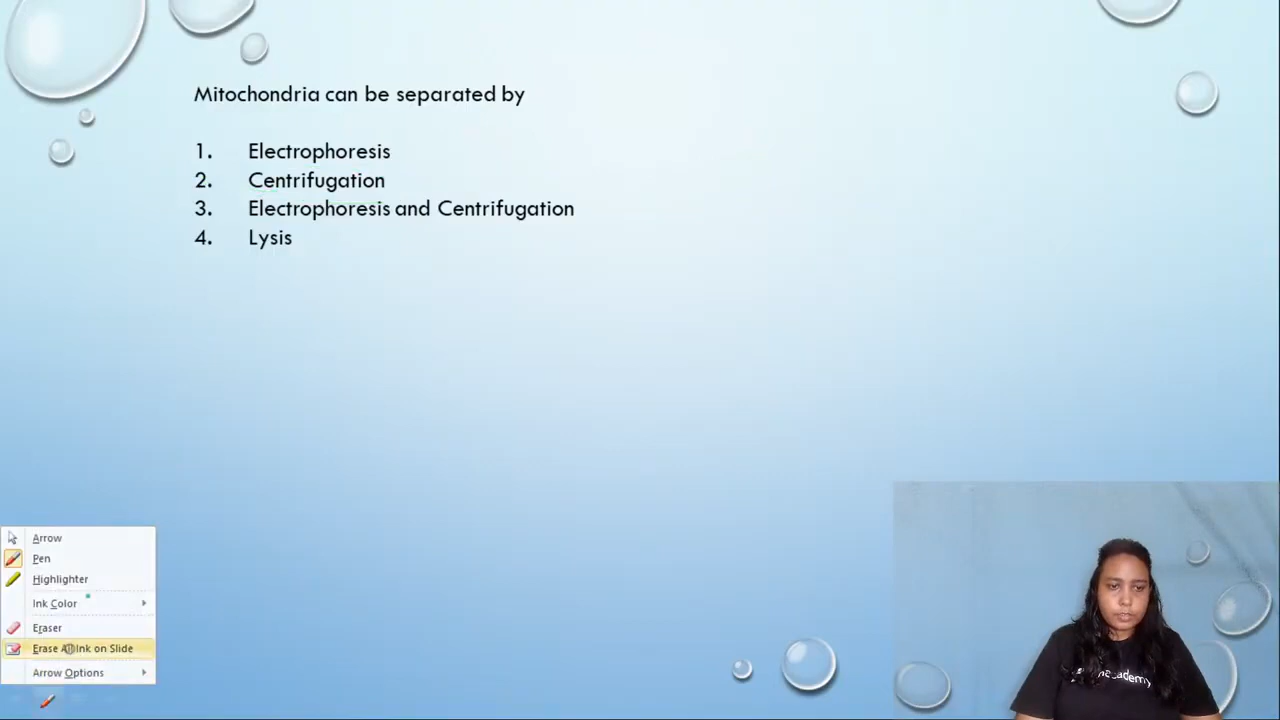 Mitochondria can be separated by
1. Electrophoresis
2. Centrifugation
3. Electrophoresis and Centrifugation
4. Lysis
Arrow
Pen
Highlighter
Ink Color
Eraser
Erase All Ink on Slide
Arrow Options